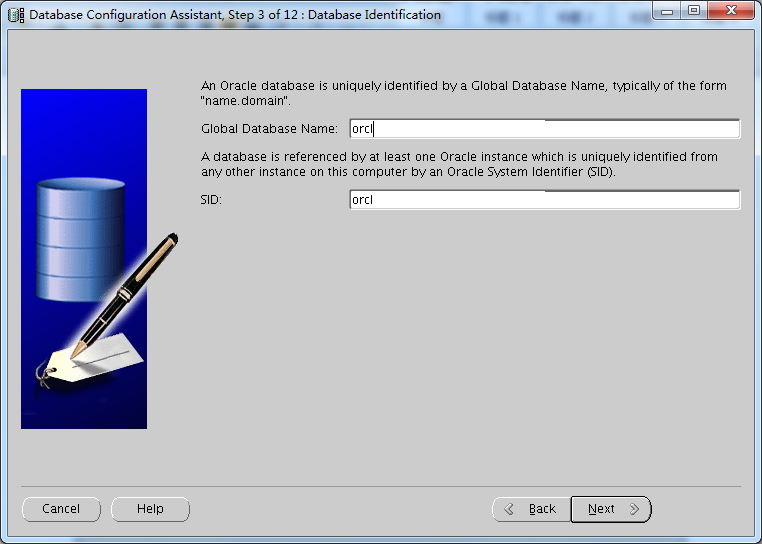 Database Configuration Assistant, Step 3 of 12 : Database Identification
An Oracle database is uniquely identified by a Global Database Name, typically of the form
"name.domain".
Global Database Name: orcl
A database is referenced by at least one Oracle instance which is uniquely identified from
any other instance on this computer by an Oracle System Identifier (SID).
SID: orcl
Cancel Help Back Next